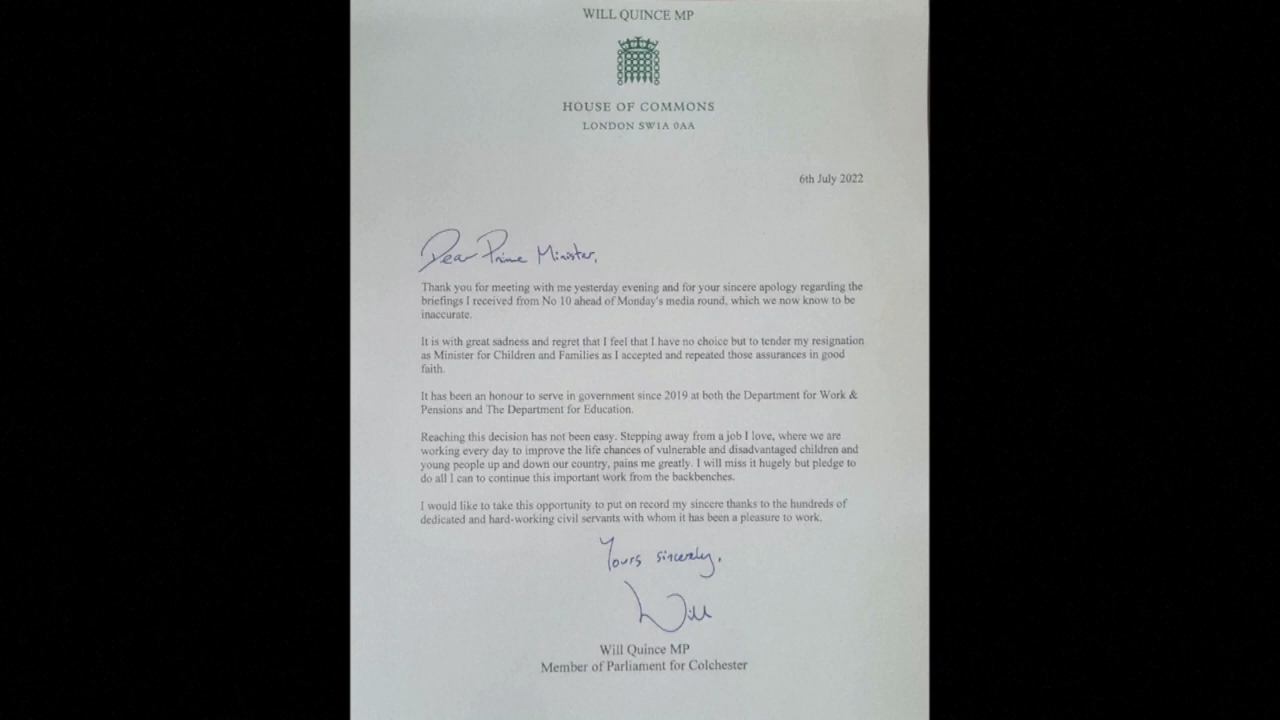 WILL QUINCE MP
HOUSE OF COMMONS
LONDON SW1A 0AA
6th July 2022
Dear Prime Minister,
Thank you for meeting with me yesterday evening and for your sincere apology regarding the
briefings I received from No 10 ahead of Monday's media round, which we now know to be
inaccurate.
It is with great sadness and regret that I feel that I have no choice but to tender my resignation
as Minister for Children and Families as I accepted and repeated those assurances in good
faith.
It has been an honour to serve in government since 2019 at both the Department for Work &
Pensions and The Department for Education.
Reaching this decision has not been easy. Stepping away from a job I love, where we are
working every day to improve the life chances of vulnerable and disadvantaged children and
young people up and down our country, pains me greatly. I will miss it hugely but pledge to
do all I can to continue this important work from the backbenches.
I would like to take this opportunity to put on record my sincere thanks to the hundreds of
dedicated and hard-working civil servants with whom it has been a pleasure to work.
Yours sincerely,
Will
Will Quince MP
Member of Parliament for Colchester